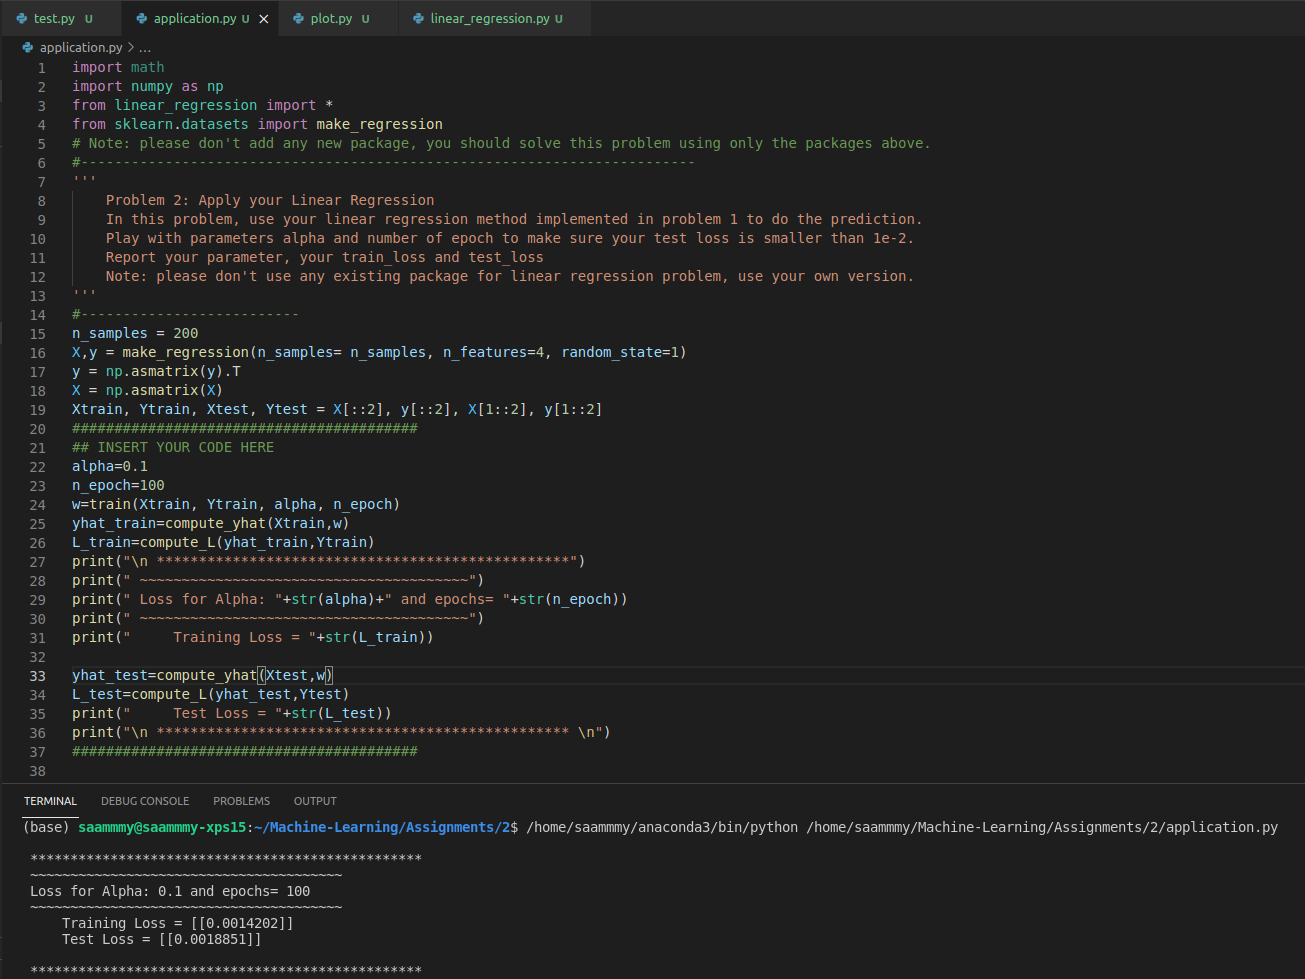 test.py U application.py U × plot.py U linear_regression.py U
application.py > ...
1 import math
2 import numpy as np
3 from linear_regression import *
4 from sklearn.datasets import make_regression
5 # Note: please don't add any new package, you should solve this problem using only the packages above.
6 #-------------------------------------------------------------------------
7 '''
8     Problem 2: Apply your Linear Regression
9     In this problem, use your linear regression method implemented in problem 1 to do the prediction.
10     Play with parameters alpha and number of epoch to make sure your test loss is smaller than 1e-2.
11     Report your parameter, your train_loss and test_loss
12     Note: please don't use any existing package for linear regression problem, use your own version.
13 '''
14 #--------------------------
15 n_samples = 200
16 X,y = make_regression(n_samples= n_samples, n_features=4, random_state=1)
17 y = np.asmatrix(y).T
18 X = np.asmatrix(X)
19 Xtrain, Ytrain, Xtest, Ytest = X[::2], y[::2], X[1::2], y[1::2]
20 #########################################
21 ## INSERT YOUR CODE HERE
22 alpha=0.1
23 n_epoch=100
24 w=train(Xtrain, Ytrain, alpha, n_epoch)
25 yhat_train=compute_yhat(Xtrain,w)
26 L_train=compute_L(yhat_train,Ytrain)
27 print("\n *************************************************")
28 print(" ~~~~~~~~~~~~~~~~~~~~~~~~~~~~~~~~~~~~~~~")
29 print(" Loss for Alpha: "+str(alpha)+" and epochs= "+str(n_epoch))
30 print(" ~~~~~~~~~~~~~~~~~~~~~~~~~~~~~~~~~~~~~~~")
31 print("     Training Loss = "+str(L_train))
32
33 yhat_test=compute_yhat(Xtest,w)
34 L_test=compute_L(yhat_test,Ytest)
35 print("     Test Loss = "+str(L_test))
36 print("\n ************************************************* \n")
37 #########################################
38
TERMINAL DEBUG CONSOLE PROBLEMS OUTPUT
(base) saammmy@saammmy-xps15:~/Machine-Learning/Assignments/2$ /home/saammmy/anaconda3/bin/python /home/saammmy/Machine-Learning/Assignments/2/application.py
*************************************************
~~~~~~~~~~~~~~~~~~~~~~~~~~~~~~~~~~~~~~~
Loss for Alpha: 0.1 and epochs= 100
~~~~~~~~~~~~~~~~~~~~~~~~~~~~~~~~~~~~~~~
    Training Loss = [[0.0014202]]
    Test Loss = [[0.0018851]]
*************************************************